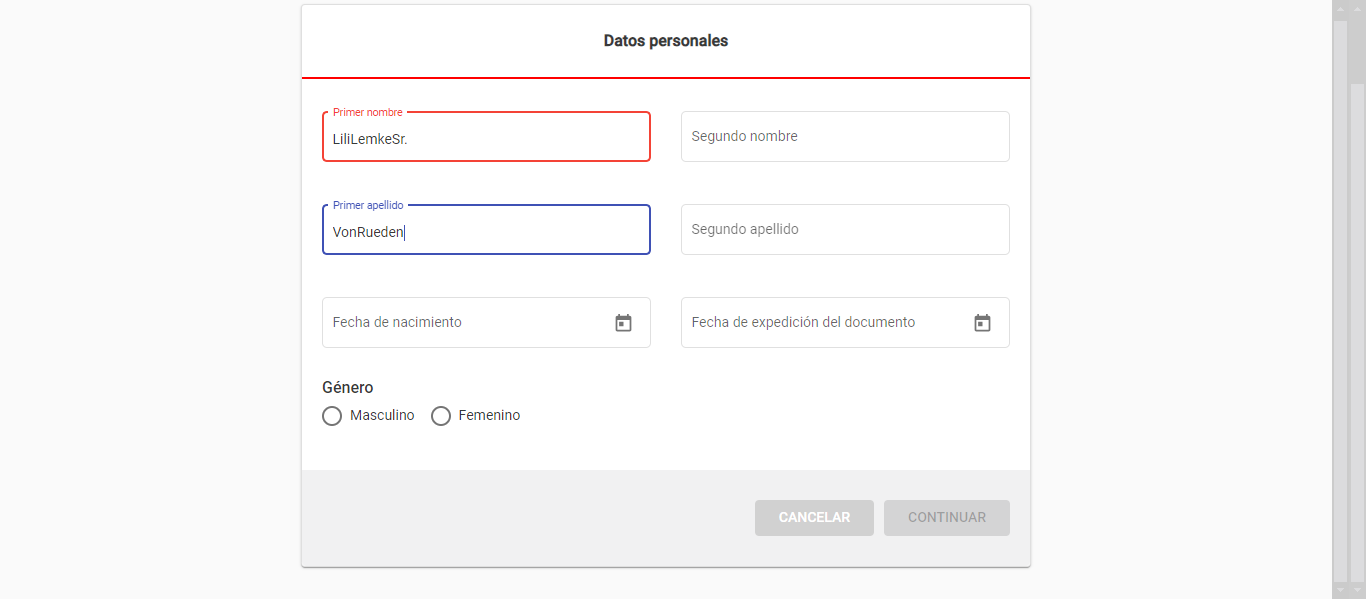 Datos personales
Primer nombre
LiliLemkeSr.
Segundo nombre
Primer apellido
VonRueden
Segundo apellido
Fecha de nacimiento
Fecha de expedición del documento
Género
Masculino
Femenino
CANCELAR
CONTINUAR